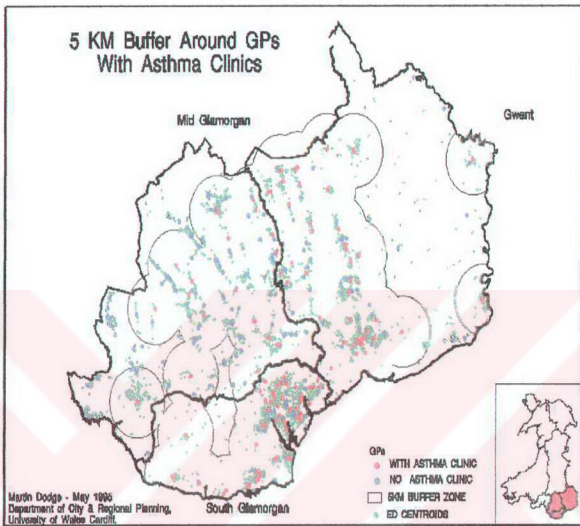 5 KM Buffer Around GPs
With Asthma Clinics
Mid Glamorgan
Gwent
South Glamorgan
GPs
WITH ASTHMA CLINIC
NO ASTHMA CLINIC
5KM BUFFER ZONE
ED CENTROIDS
Martin Dodge - May 1995
Department of City & Regional Planning,
University of Wales Cardiff.